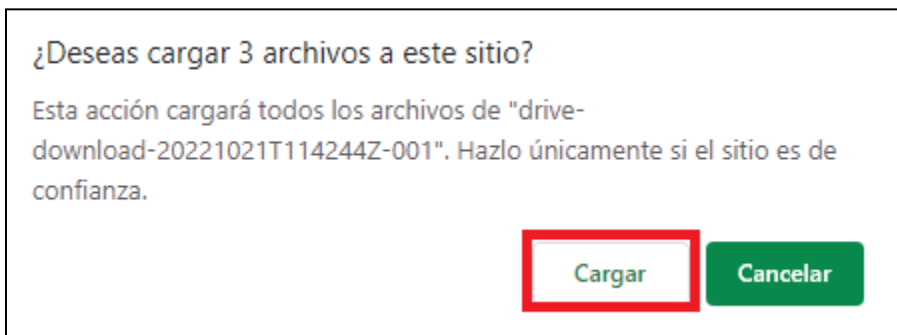 ¿Deseas cargar 3 archivos a este sitio?
Esta acción cargará todos los archivos de "drive-
download-20221021T114244Z-001". Hazlo únicamente si el sitio es de
confianza.
Cargar Cancelar